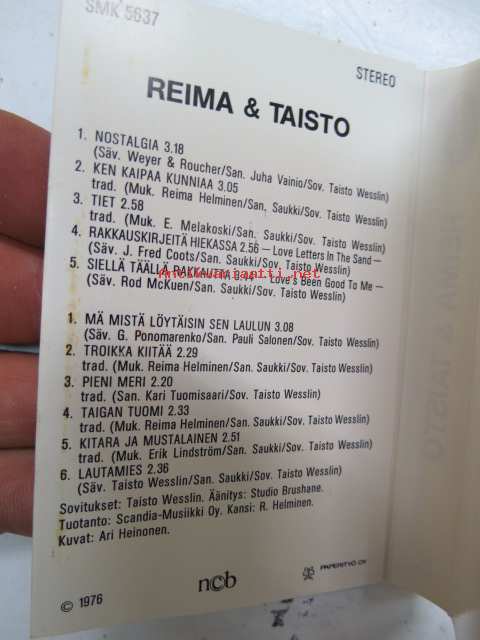 SMK 5637
STEREO
REIMA & TAISTO
1. NOSTALGIA 3.18
(Säv. Weyer & Roucher/San. Juha Vainio/Sov. Taisto Wesslin)
2. KEN KAIPAA KUNNIAA 3.05
trad. (Muk. Reima Helminen/San. Saukki/Sov. Taisto Wesslin)
3. TIET 2.58
trad. (Muk. E. Melakoski/San. Saukki/Sov. Taisto Wesslin)
4. RAKKAUSKIRJEITÄ HIEKASSA 2.56 – Love Letters In The Sand –
(Säv. J. Fred Coots/San. Saukki/Sov. Taisto Wesslin)
5. SIELLÄ TÄÄLLÄ RAKKAUTTA – Love's Been Good To Me –
(Säv. Rod McKuen/San. Saukki/Sov. Taisto Wesslin)
1. MÄ MISTÄ LÖYTÄISIN SEN LAULUN 3.08
(Säv. G. Ponomarenko/San. Pauli Salonen/Sov. Taisto Wesslin)
2. TROIKKA KIITÄÄ 2.29
trad. (Muk. Reima Helminen/San. Saukki/Sov. Taisto Wesslin)
3. PIENI MERI 2.20
trad. (San. Kari Tuomisaari/Sov. Taisto Wesslin)
4. TAIGAN TUOMI 2.33
trad. (Muk. Reima Helminen/San. Saukki/Sov. Taisto Wesslin)
5. KITARA JA MUSTALAINEN 2.51
trad. (Muk. Erik Lindström/San. Saukki/Sov. Taisto Wesslin)
6. LAUTAMIES 2.36
(Säv. Taisto Wesslin/San. Saukki/Sov. Taisto Wesslin)
Sovitukset: Taisto Wesslin. Äänitys: Studio Brushane.
Tuotanto: Scandia-Musiikki Oy. Kansi: R. Helminen.
Kuvat: Ari Heinonen.
© 1976
ncb
PAPERITYÖ OY